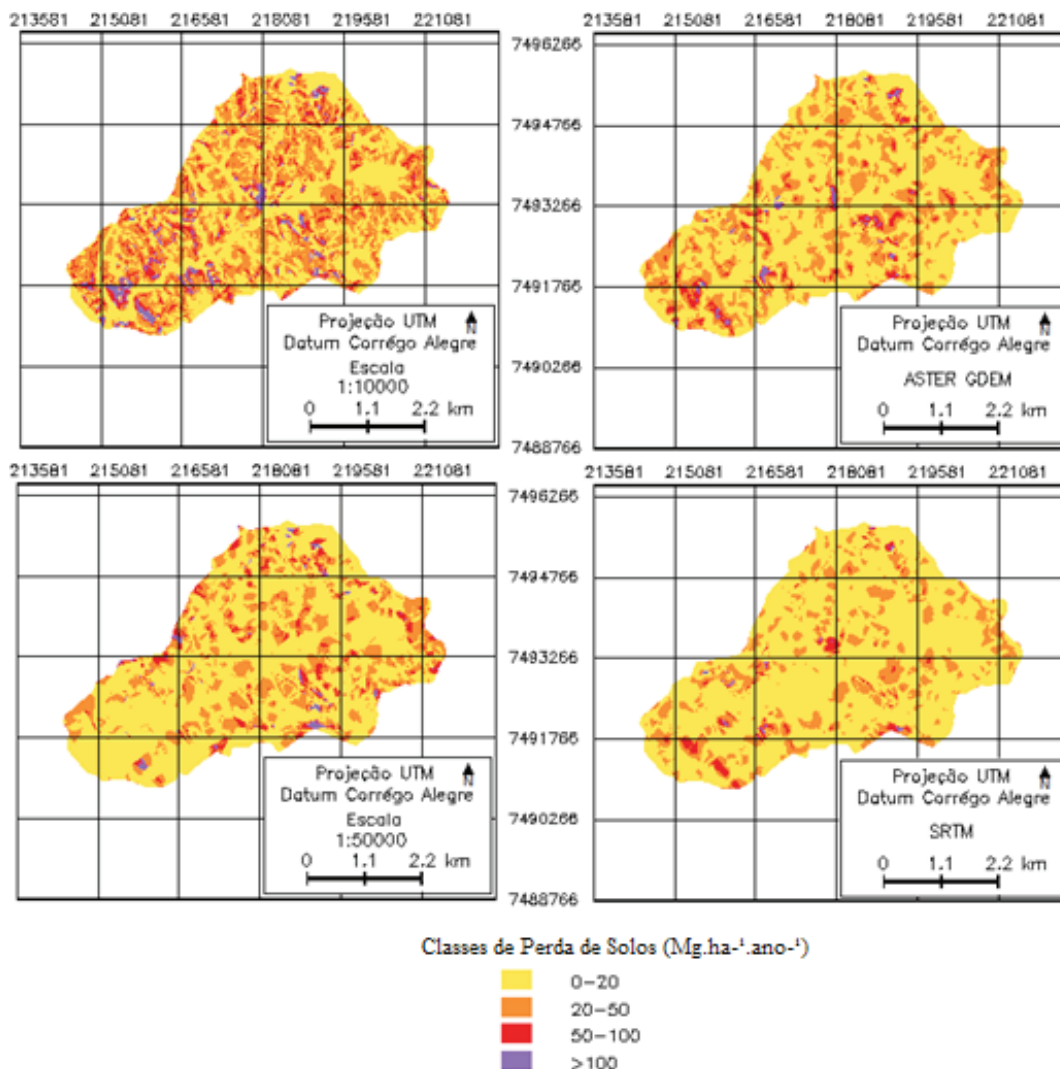 213581 215081 216581 218081 219581 221081
213581 215081 216581 218081 219581 221081
7496266
7494766
7493266
7491766
7490266
7488766
Projeção UTM
N
Datum Corrégo Alegre
Escala
1:10000
0 1.1 2.2 km
Projeção UTM
N
Datum Corrégo Alegre
ASTER GDEM
0 1.1 2.2 km
213581 215081 216581 218081 219581 221081
213581 215081 216581 218081 219581 221081
7496266
7494766
7493266
7491766
7490266
7488766
Projeção UTM
N
Datum Corrégo Alegre
Escala
1:50000
0 1.1 2.2 km
Projeção UTM
N
Datum Corrégo Alegre
SRTM
0 1.1 2.2 km
Classes de Perda de Solos (Mg.ha-¹.ano-¹)
0-20
20-50
50-100
>100